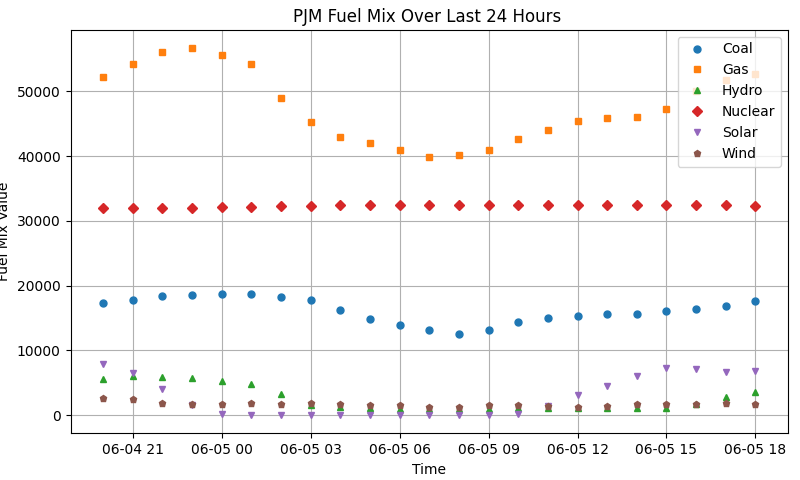 PJM Fuel Mix Over Last 24 Hours
Coal
Gas
Hydro
Nuclear
Solar
Wind
50000
40000
30000
20000
10000
0
Fuel Mix Value
06-04 21
06-05 00
06-05 03
06-05 06
06-05 09
06-05 12
06-05 15
06-05 18
Time